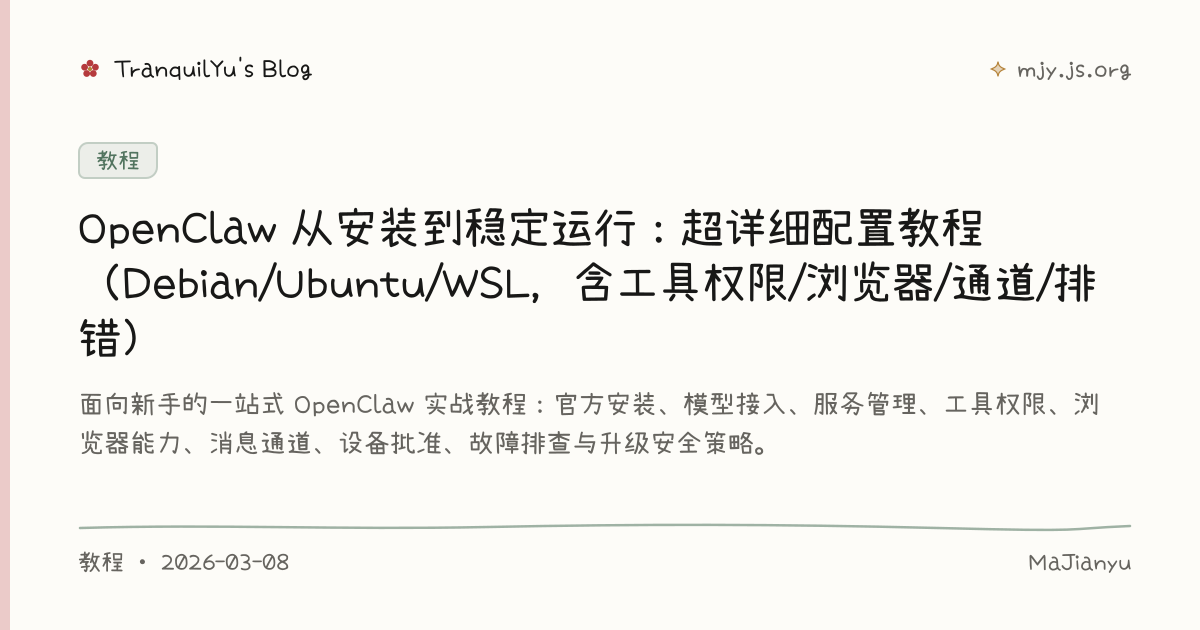 TranquilYu's Blog
mjy.js.org
教程
OpenClaw 从安装到稳定运行：超详细配置教程
（Debian/Ubuntu/WSL，含工具权限/浏览器/通道/排
错）
面向新手的一站式 OpenClaw 实战教程：官方安装、模型接入、服务管理、工具权限、浏
览器能力、消息通道、设备批准、故障排查与升级安全策略。
教程 • 2026-03-08
MaJianyu